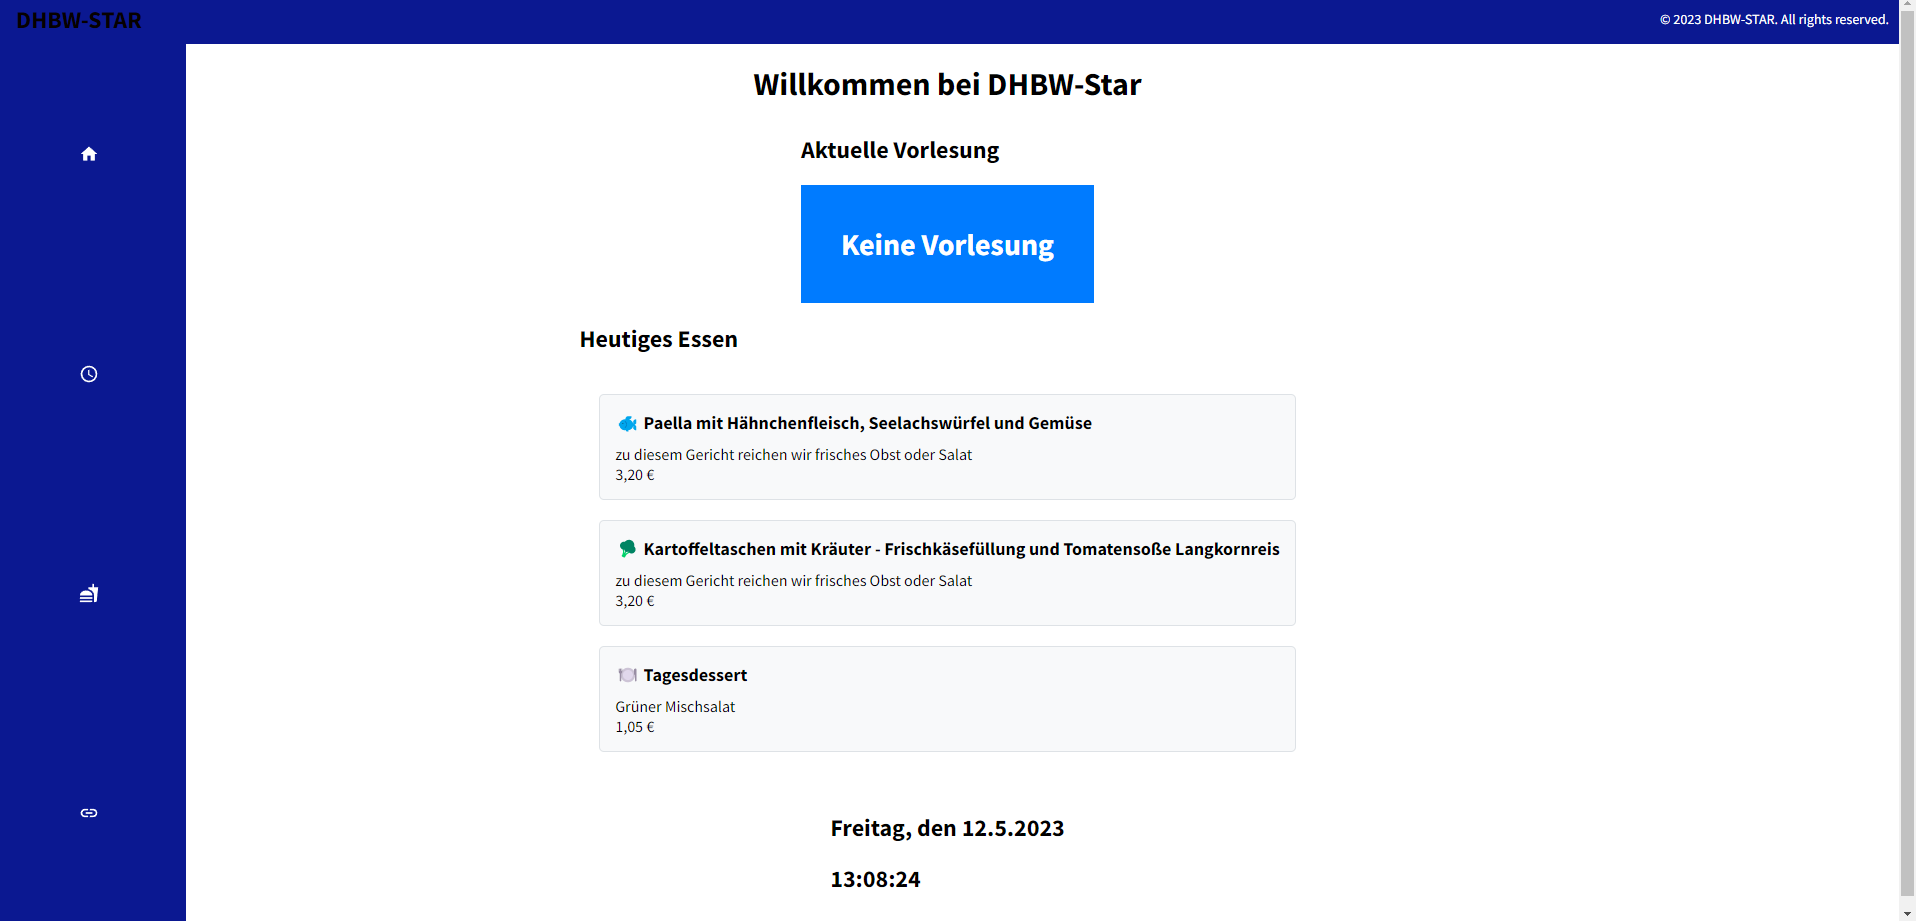 DHBW-STAR
© 2023 DHBW-STAR. All rights reserved.
Willkommen bei DHBW-Star
Aktuelle Vorlesung
Keine Vorlesung
Heutiges Essen
Paella mit Hähnchenfleisch, Seelachswürfel und Gemüse
zu diesem Gericht reichen wir frisches Obst oder Salat
3,20 €
Kartoffeltaschen mit Kräuter - Frischkäsefüllung und Tomatensoße Langkornreis
zu diesem Gericht reichen wir frisches Obst oder Salat
3,20 €
Tagesdessert
Grüner Mischsalat
1,05 €
Freitag, den 12.5.2023
13:08:24